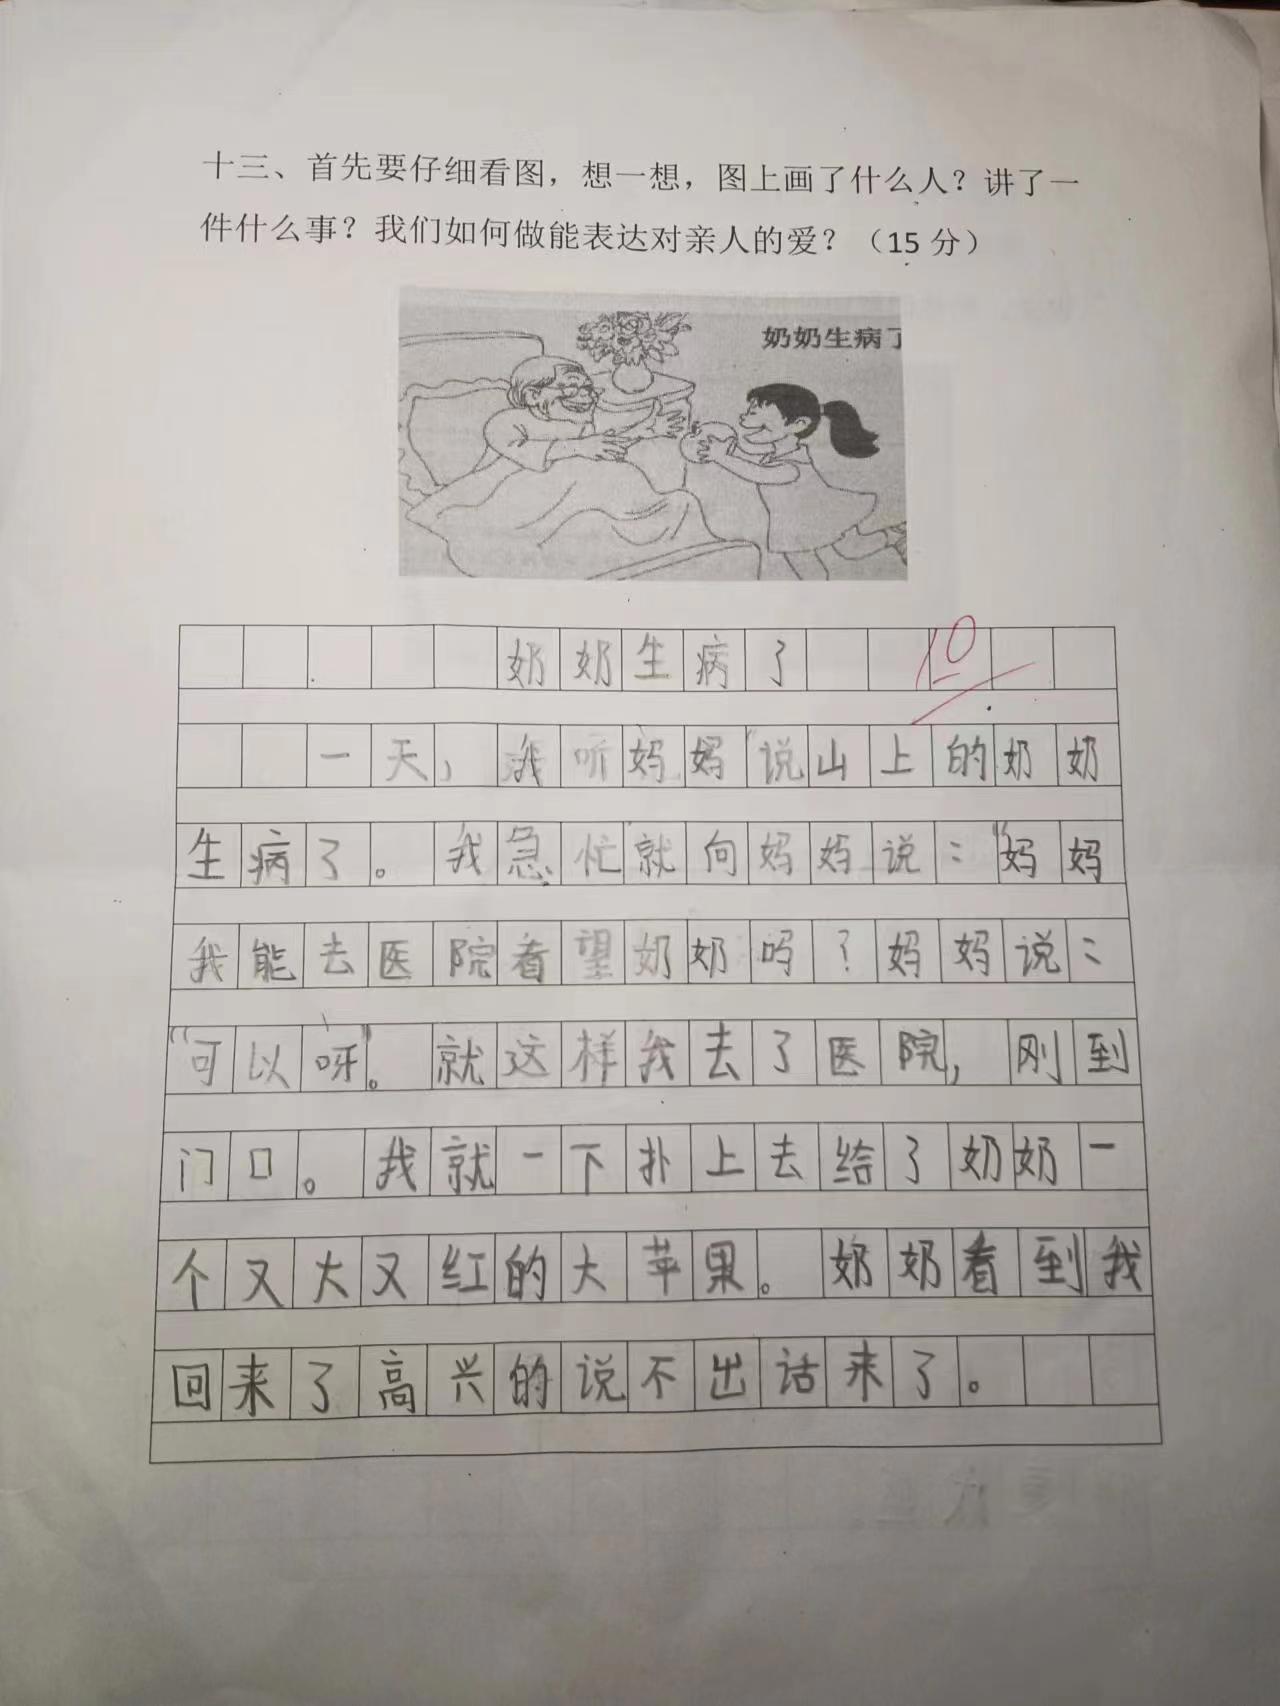 十三、首先要仔细看图，想一想，图上画了什么人？讲了一
件什么事？我们如何做能表达对亲人的爱？（15 分）
奶奶生病了
奶奶生病了
10
一天，我听妈妈说山上的奶奶
生病了。我急忙就向妈妈说：“妈妈
我能去医院看望奶奶吗？妈妈说：
“可以呀”。就这样我去了医院，刚到
门口。我就一下扑上去给了奶奶一
个又大又红的大苹果。奶奶看到我
回来了高兴的说不出话来了。